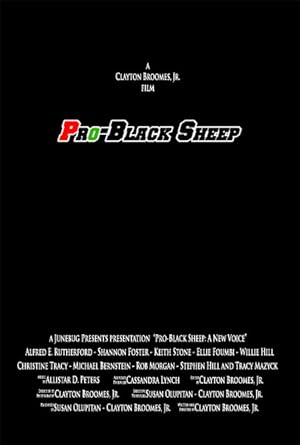 A
CLAYTON BROOMES, JR.
FILM
PRO-BLACK SHEEP
A JUNEBUG PRESENTS PRESENTATION "PRO-BLACK SHEEP: A NEW VOICE"
ALFRED E. RUTHERFORD - SHANNON FOSTER - KEITH STONE - ELLIE FOUMBI - WILLIE HILL
CHRISTINE TRACY - MICHAEL BERNSTEIN - ROB MORGAN - STEPHEN HILL AND TRACY MAZYCK
ALLISTAR D. PETERS CASSANDRA LYNCH CLAYTON BROOMES, JR.
CLAYTON BROOMES, JR. SUSAN OLUPITAN - CLAYTON BROOMES, JR.
SUSAN OLUPITAN - CLAYTON BROOMES, JR. CLAYTON BROOMES, JR.